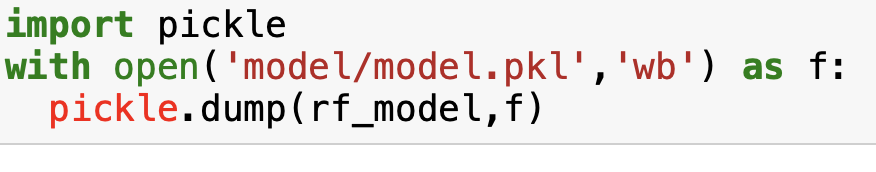 import pickle
with open('model/model.pkl','wb') as f:
  pickle.dump(rf_model,f)